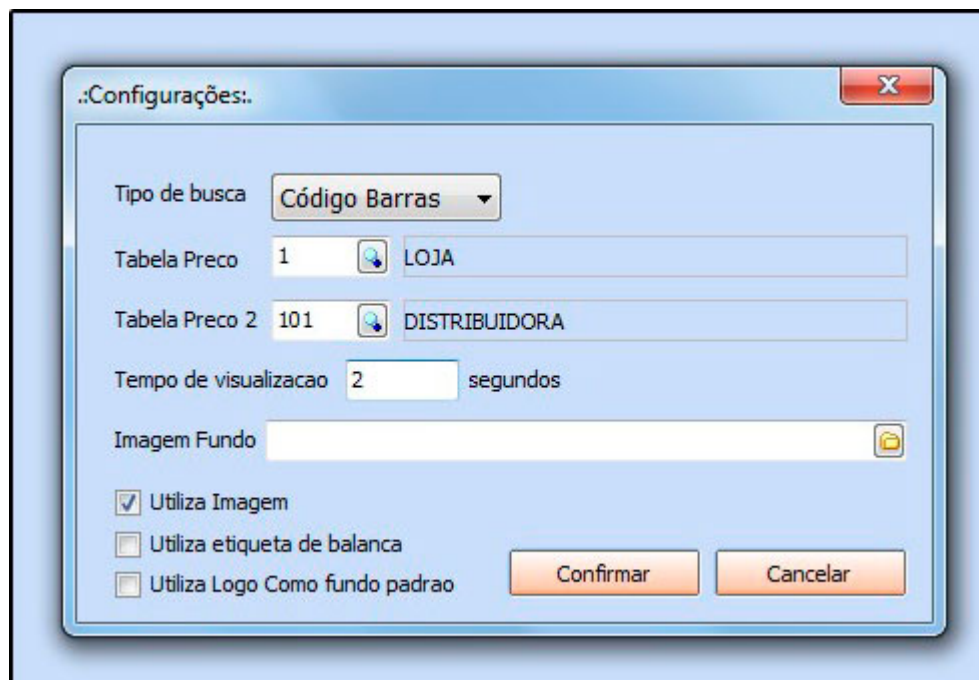 .:Configurações:.
Tipo de busca Código Barras
Tabela Preco 1 LOJA
Tabela Preco 2 101 DISTRIBUIDORA
Tempo de visualizacao 2 segundos
Imagem Fundo
Utiliza Imagem
Utiliza etiqueta de balanca
Utiliza Logo Como fundo padrao
Confirmar Cancelar